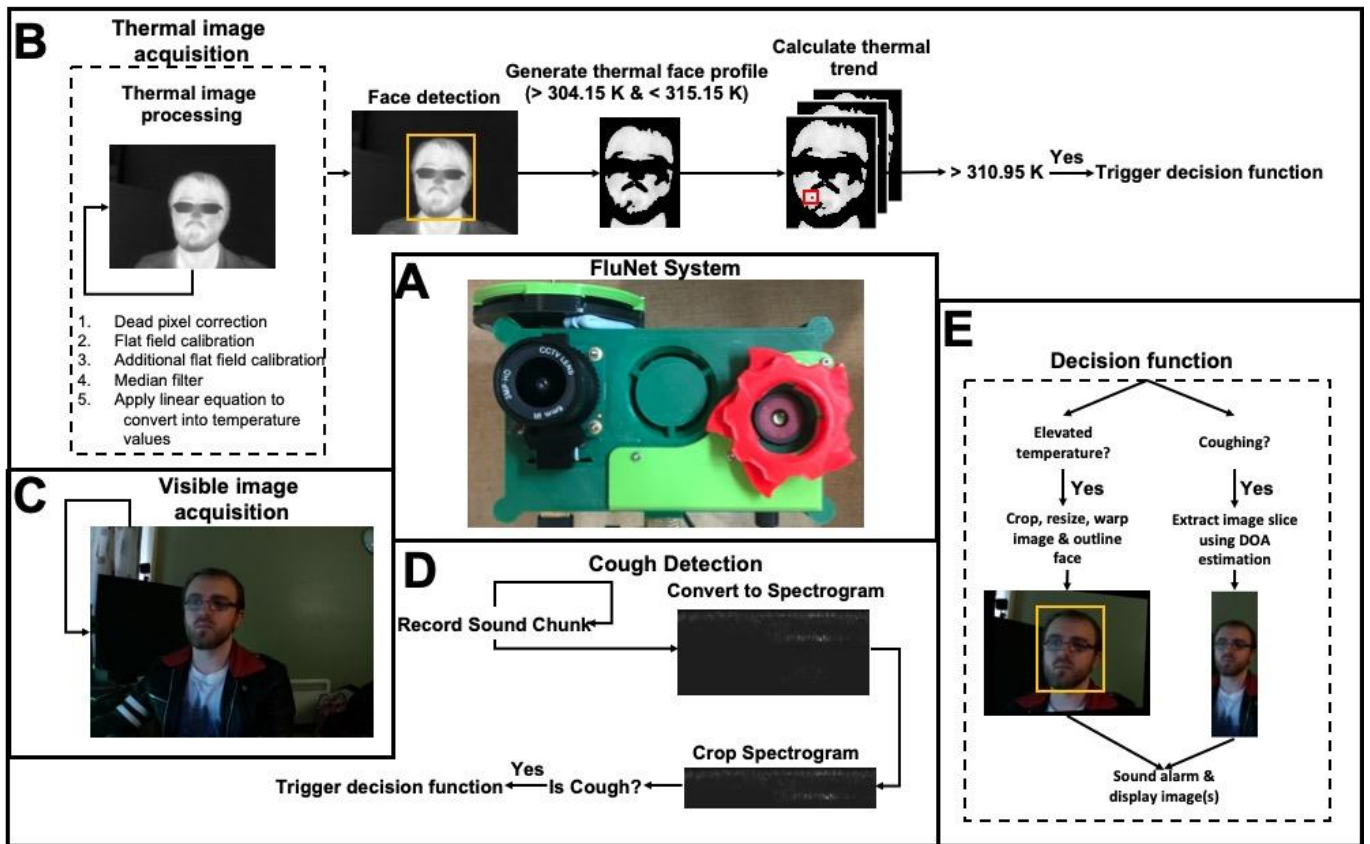 B
Thermal image
acquisition
Thermal image
processing
1. Dead pixel correction
2. Flat field calibration
3. Additional flat field calibration
4. Median filter
5. Apply linear equation to
convert into temperature
values
Face detection
Generate thermal face profile
(> 304.15 K & < 315.15 K)
Calculate thermal
trend
> 310.95 K
Yes
Trigger decision function
A
FluNet System
CCTV LENS
3MP HD
C
Visible image
acquisition
D
Cough Detection
Record Sound Chunk
Convert to Spectrogram
Crop Spectrogram
Is Cough?
Yes
Trigger decision function
E
Decision function
Elevated
temperature?
Yes
Crop, resize, warp
image & outline
face
Coughing?
Yes
Extract image slice
using DOA
estimation
Sound alarm &
display image(s)